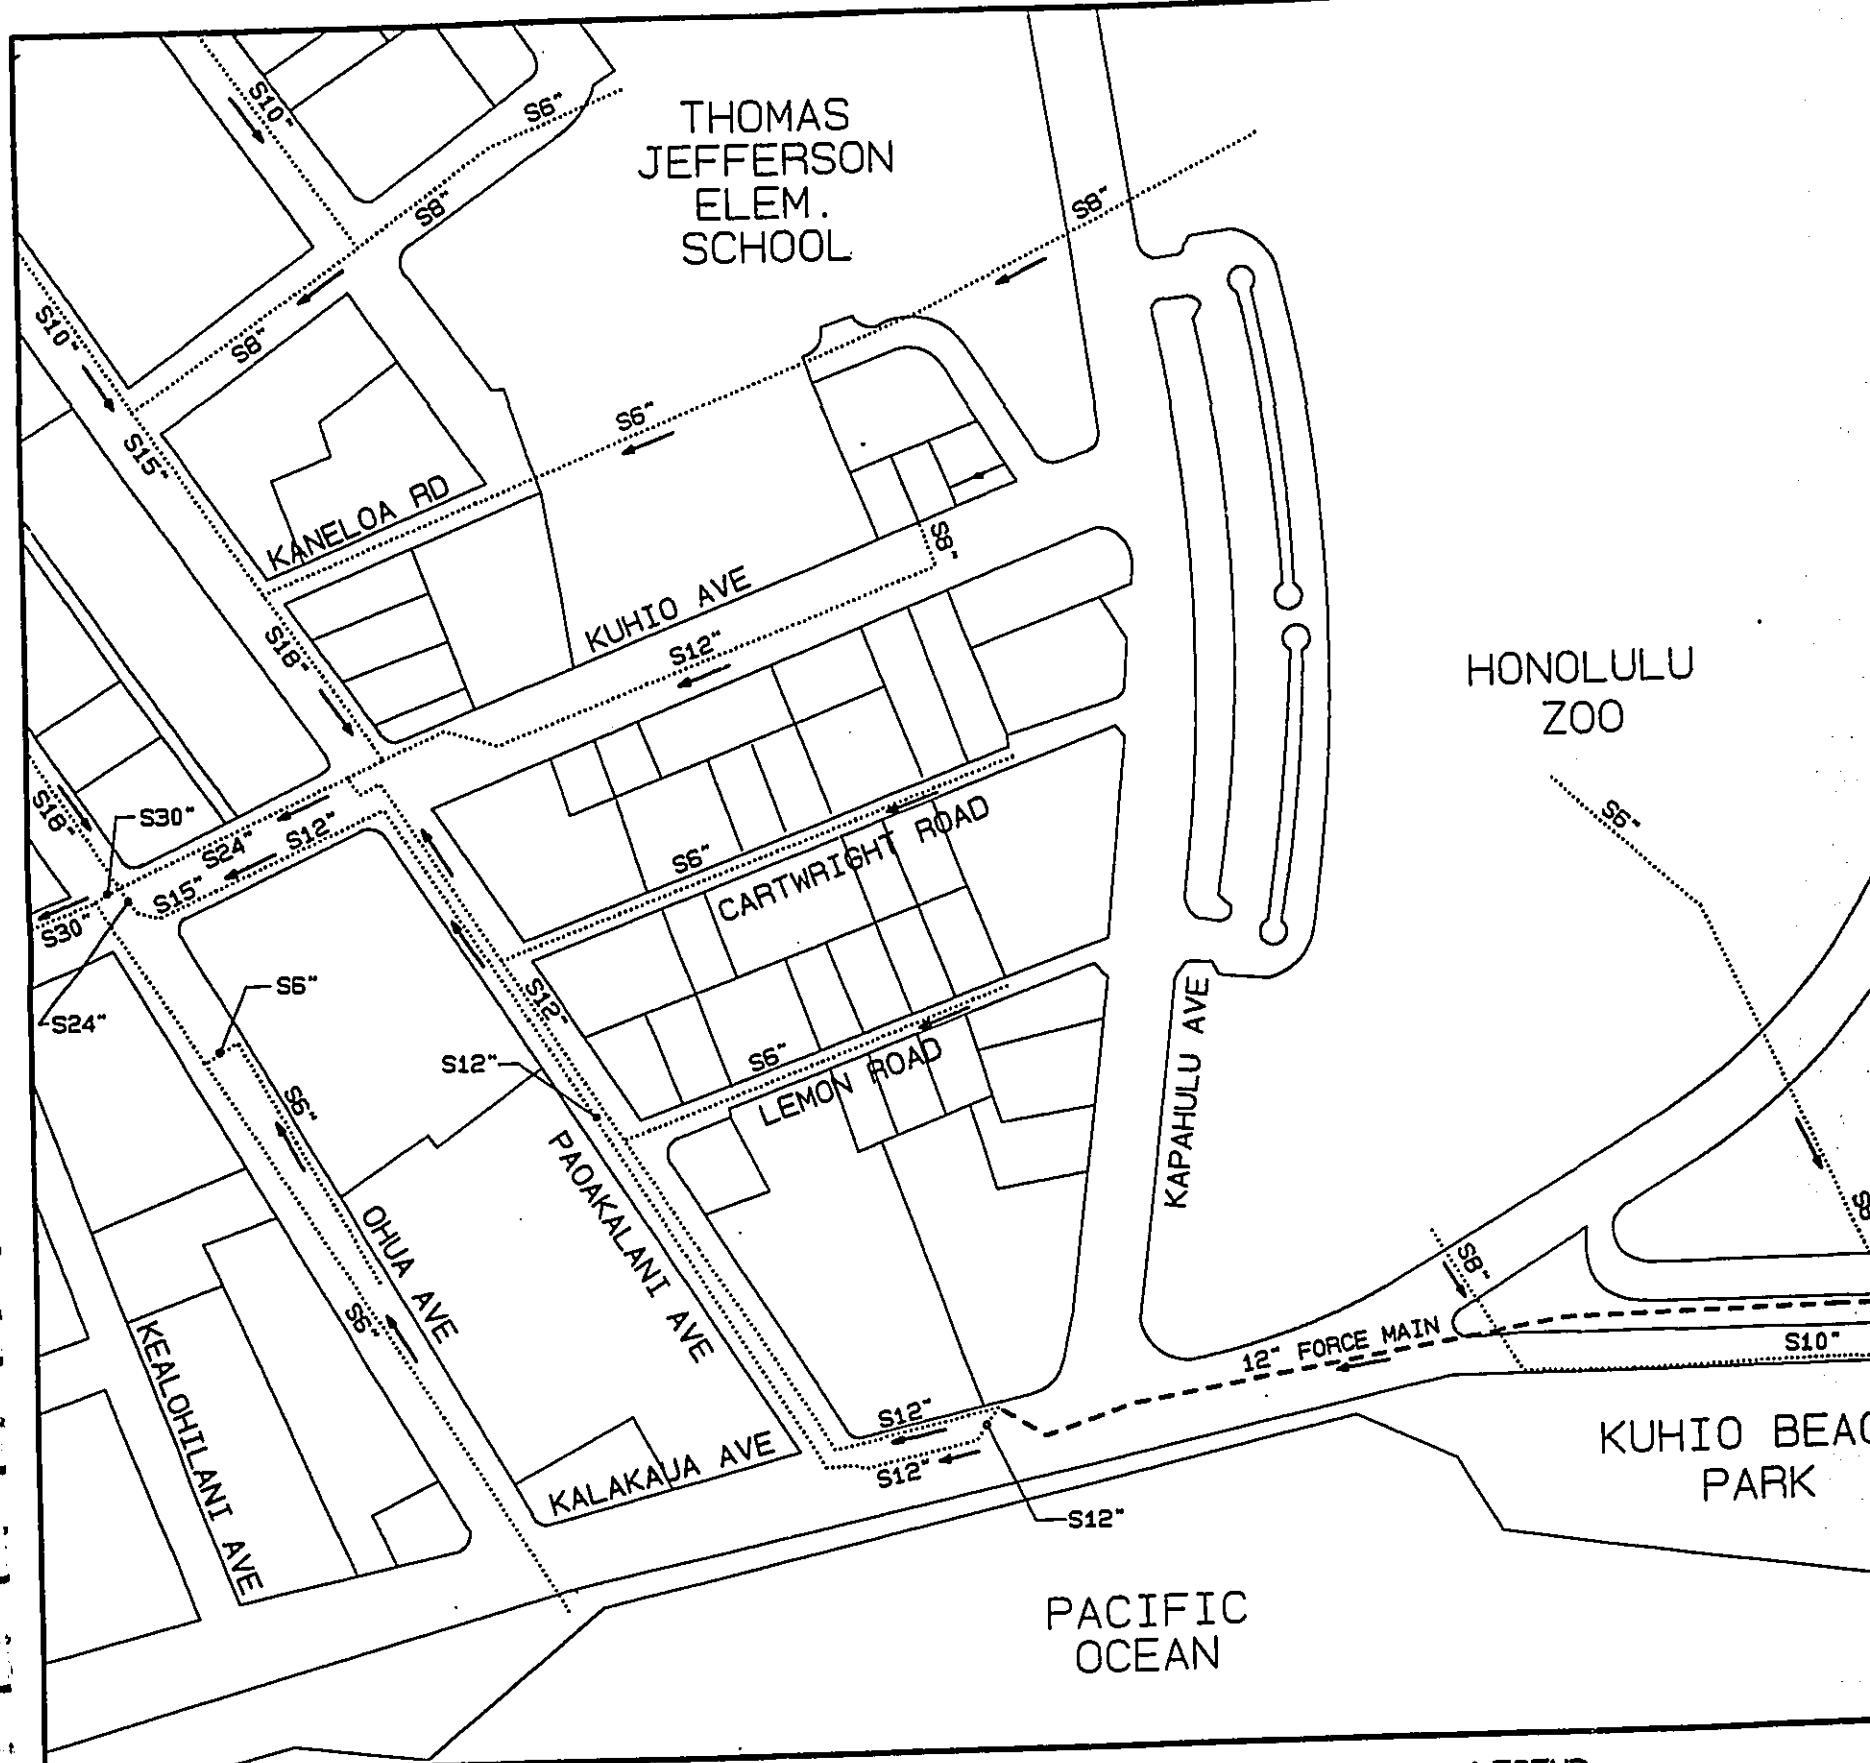 S10"
S6"
THOMAS
JEFFERSON
ELEM.
SCHOOL
S8"
S8"
S10"
S8"
S6"
S15"
KANELOA RD
S8"
KUHIO AVE
S18"
S12"
HONOLULU
ZOO
S18"
S30"
S24"
S12"
S6"
CARTWRIGHT ROAD
S6"
S15"
S30"
S6"
S24"
S12"
KAPAHULU AVE
S12"
S6"
LEMON ROAD
S6"
PAOAKALANI AVE
OHUA AVE
S8"
S6"
KEALOHILANI AVE
12" FORCE MAIN
S10"
S12"
KALAKAUA AVE
S12"
S12"
KUHIO BEAC
PARK
PACIFIC
OCEAN